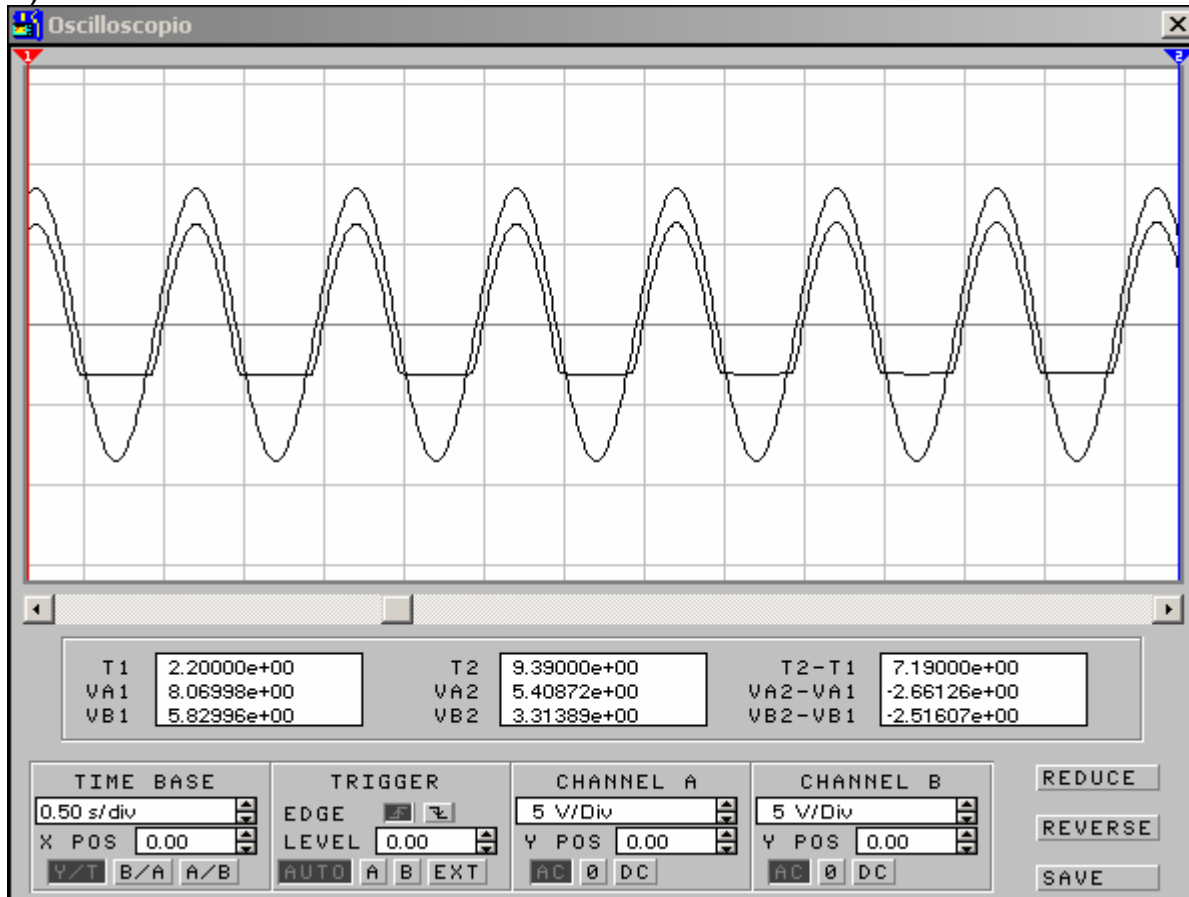 Oscilloscopio
1 2
T1 2.20000e+00 T2 9.39000e+00 T2-T1 7.19000e+00
VA1 8.06998e+00 VA2 5.40872e+00 VA2-VA1 -2.66126e+00
VB1 5.82996e+00 VB2 3.31389e+00 VB2-VB1 -2.51607e+00
TIME BASE TRIGGER CHANNEL A CHANNEL B REDUCE
0.50 s/div EDGE 5 V/Div 5 V/Div
X POS 0.00 LEVEL 0.00 Y POS 0.00 Y POS 0.00 REVERSE
Y/T B/A A/B AUTO A B EXT AC 0 DC AC 0 DC SAVE